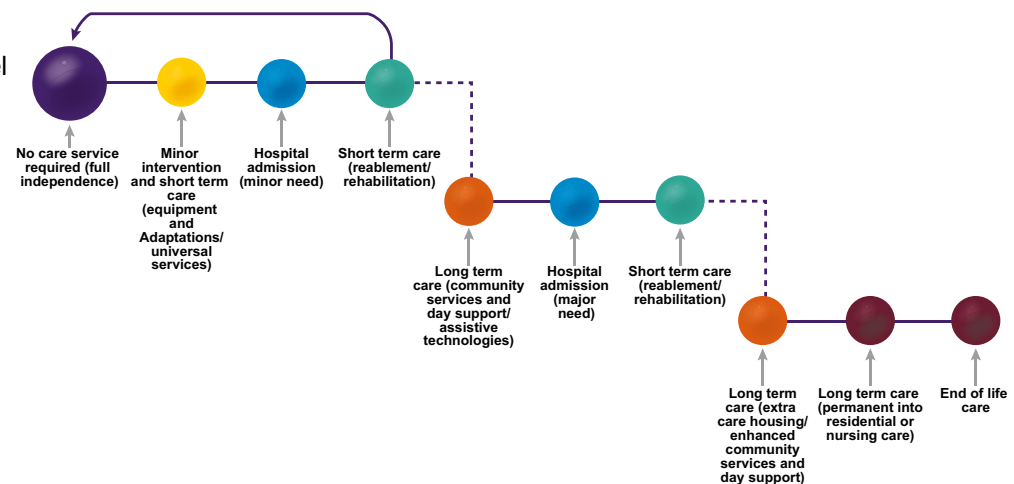 el
No care service
required (full
independence)
Minor
intervention
and short term
care
(equipment
and
Adaptations/
universal
services)
Hospital
admission
(minor need)
Short term care
(reablement/
rehabilitation)
Long term
care (community
services and
day support/
assistive
technologies)
Hospital
admission
(major
need)
Short term care
(reablement/
rehabilitation)
Long term
care (extra
care housing/
enhanced
community
services and
day support)
Long term care
(permanent into
residential or
nursing care)
End of life
care